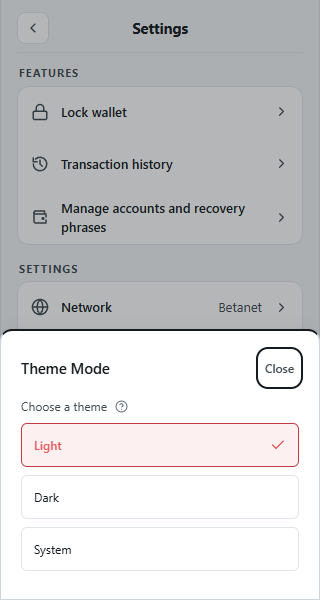 Settings
FEATURES
Lock wallet
Transaction history
Manage accounts and recovery
phrases
SETTINGS
Network Betanet
Theme Mode
Close
Choose a theme
Light
Dark
System